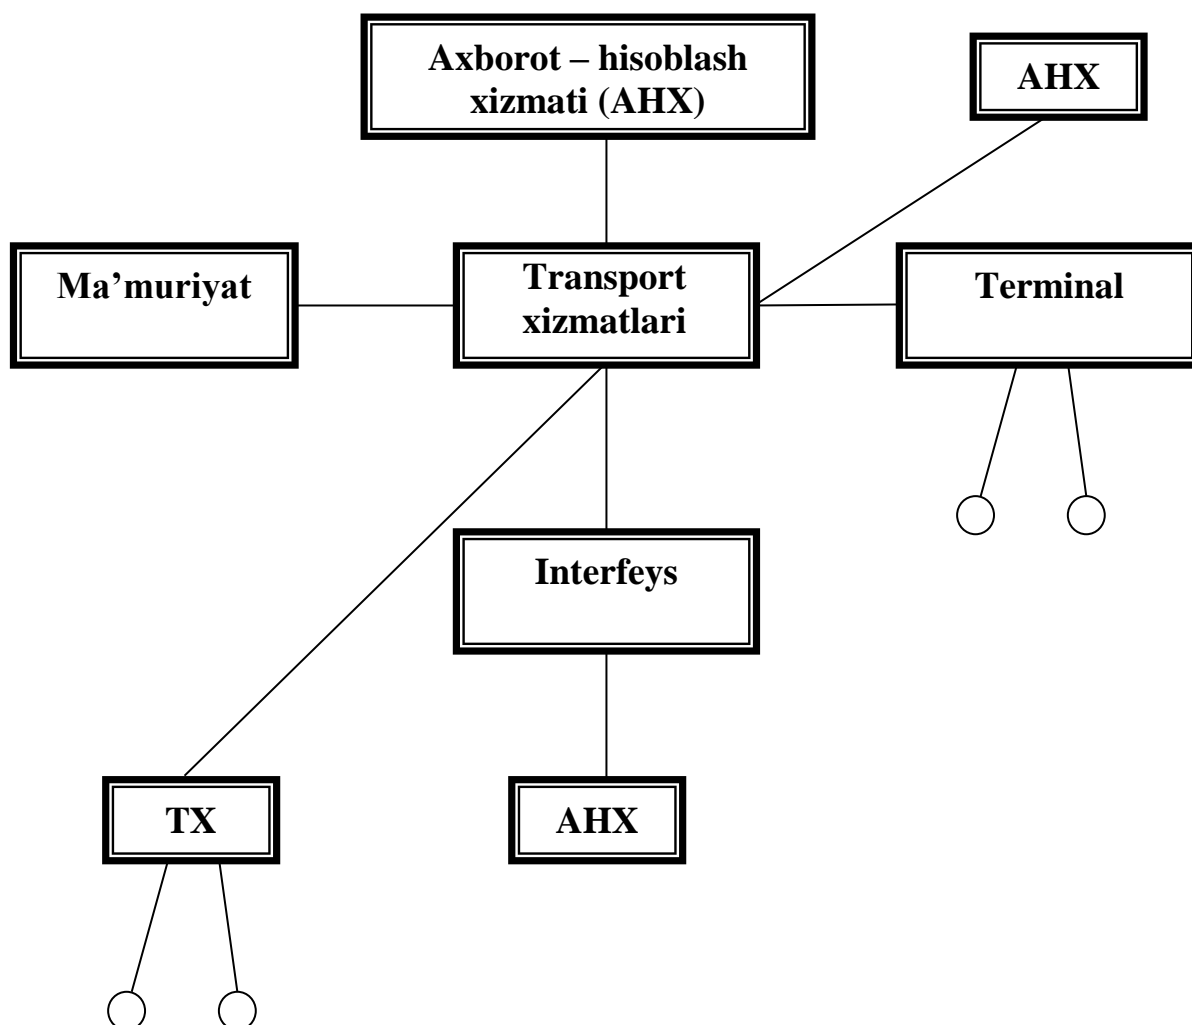 Axborot – hisoblash
xizmati (AHX)
AHX
Ma’muriyat
Transport
xizmatlari
Terminal
Interfeys
TX
AHX